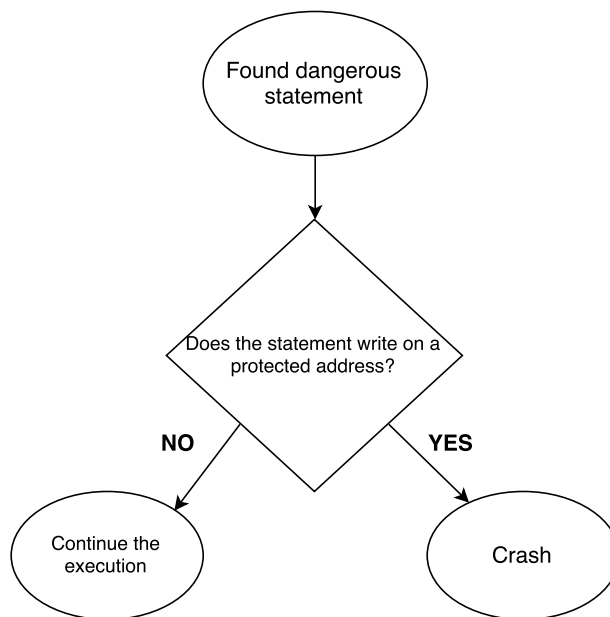 Found dangerous
statement
Does the statement write on a
protected address?
NO
YES
Continue the
execution
Crash